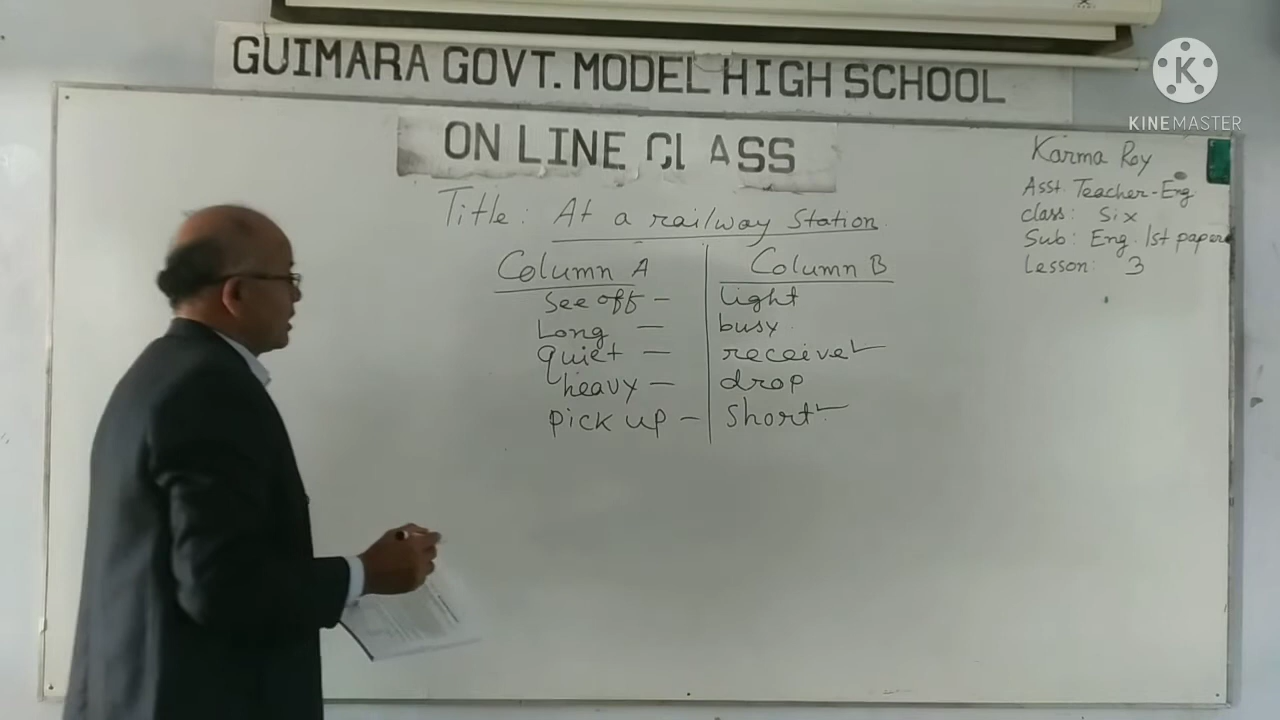 GUIMARA GOVT. MODEL HIGH SCHOOL
ON LINE CLASS
KINEMASTER
Karma Roy
Asst. Teacher-Eng
class: Six
Sub: Eng. 1st paper
Lesson: 3
Title: At a railway Station
Column A Column B
See off - light
Long - busy
quiet - receive
heavy - drop
pick up - Short